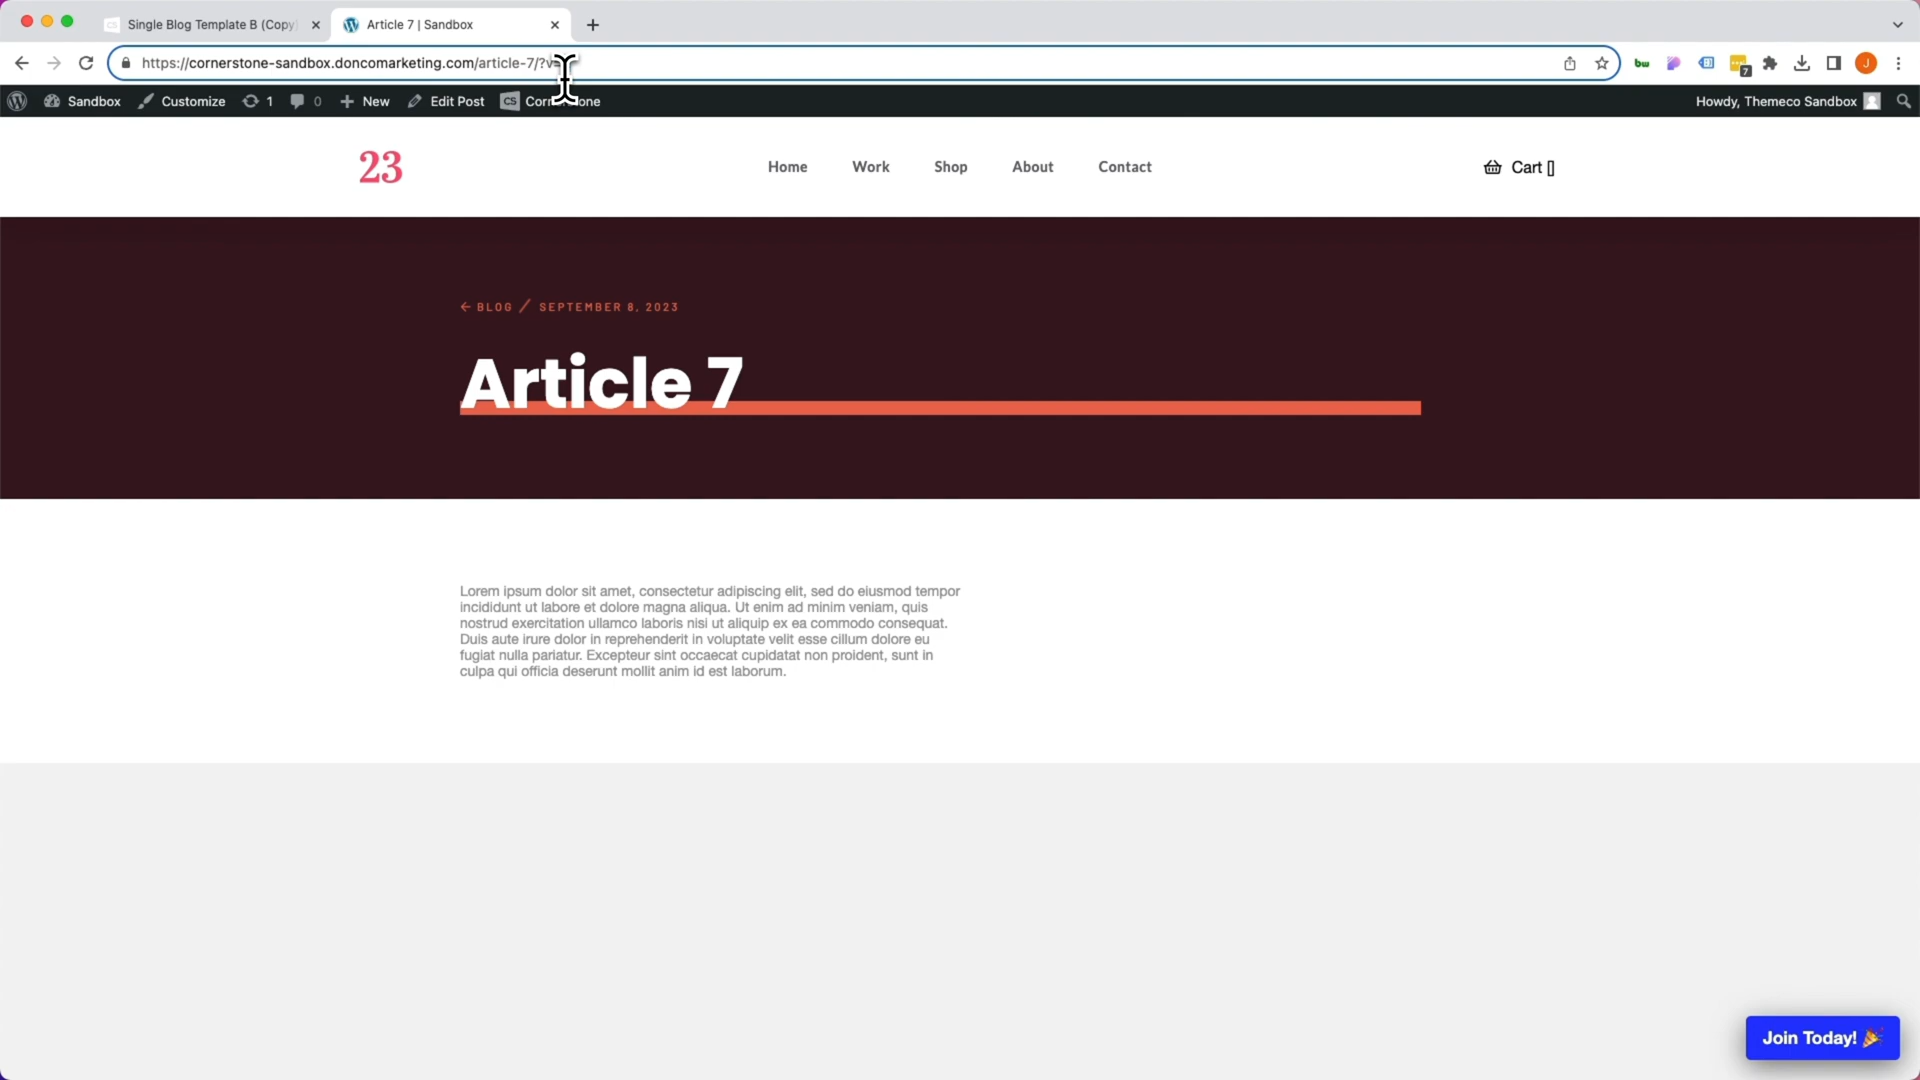 Single Blog Template B (Copy)
Article 7 | Sandbox
https://cornerstone-sandbox.doncomarketing.com/article-7/?v=
Sandbox
Customize
1
0
New
Edit Post
CS
Howdy, Themeco Sandbox
bw
7
J
23
Home
Work
Shop
About
Contact
Cart []
← BLOG / SEPTEMBER 8, 2023
Article 7
Lorem ipsum dolor sit amet, consectetur adipiscing elit, sed do eiusmod tempor
incididunt ut labore et dolore magna aliqua. Ut enim ad minim veniam, quis
nostrud exercitation ullamco laboris nisi ut aliquip ex ea commodo consequat.
Duis aute irure dolor in reprehenderit in voluptate velit esse cillum dolore eu
fugiat nulla pariatur. Excepteur sint occaecat cupidatat non proident, sunt in
culpa qui officia deserunt mollit anim id est laborum.
Join Today! 🎉